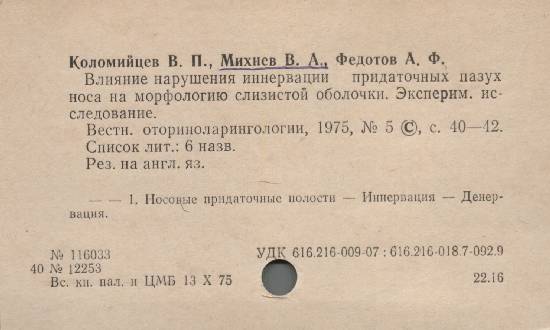 Коломийцев В. П., Михнев В. А., Федотов А. Ф.
Влияние нарушения иннервации придаточных пазух
носа на морфологию слизистой оболочки. Эксперим. ис-
следование.
Вестн. оториноларингологии, 1975, № 5 ©, с. 40—42.
Список лит.: 6 назв.
Рез. на англ. яз.
— — 1. Носовые придаточные полости — Иннервация — Денер-
вация.
№ 116033 УДК 616.216-009-07 : 616.216-018.7-092.9
40 № 12253
Вс. кн. пал. и ЦМБ 13 X 75 22.16